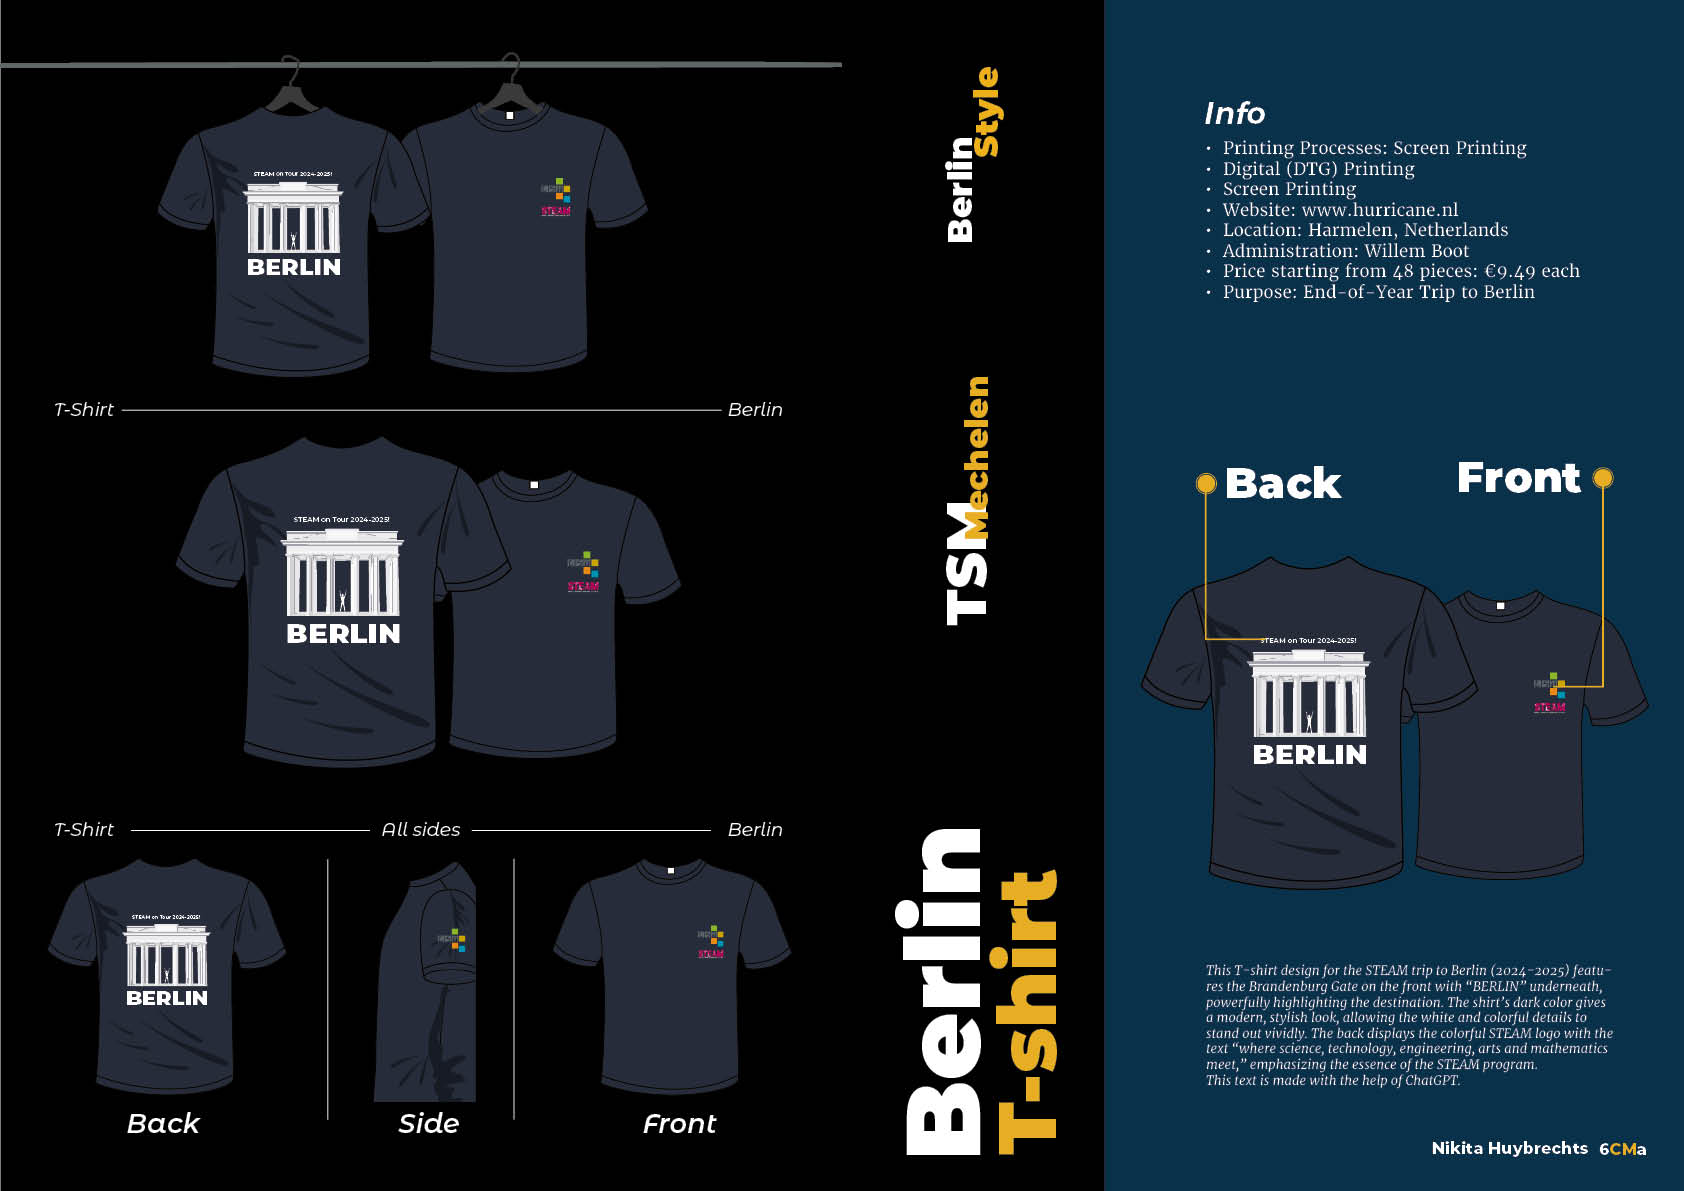 STEAM on Tour 2024-2025!
BERLIN
STEAM
T-Shirt
Berlin
STEAM on Tour 2024-2025!
BERLIN
STEAM
T-Shirt
All sides
Berlin
STEAM on Tour 2024-2025!
BERLIN
STEAM
Back
Side
Front
Berlin
Style
TSM
Mechelen
Berlin
T-shirt
Info
• Printing Processes: Screen Printing
• Digital (DTG) Printing
• Screen Printing
• Website: www.hurricane.nl
• Location: Harmelen, Netherlands
• Administration: Willem Boot
• Price starting from 48 pieces: €9.49 each
• Purpose: End-of-Year Trip to Berlin
Back
Front
STEAM on Tour 2024-2025!
BERLIN
STEAM
This T-shirt design for the STEAM trip to Berlin (2024-2025) featu-
res the Brandenburg Gate on the front with “BERLIN” underneath,
powerfully highlighting the destination. The shirt’s dark color gives
a modern, stylish look, allowing the white and colorful details to
stand out vividly. The back displays the colorful STEAM logo with the
text “where science, technology, engineering, arts and mathematics
meet,” emphasizing the essence of the STEAM program.
This text is made with the help of ChatGPT.
Nikita Huybrechts 6CMa